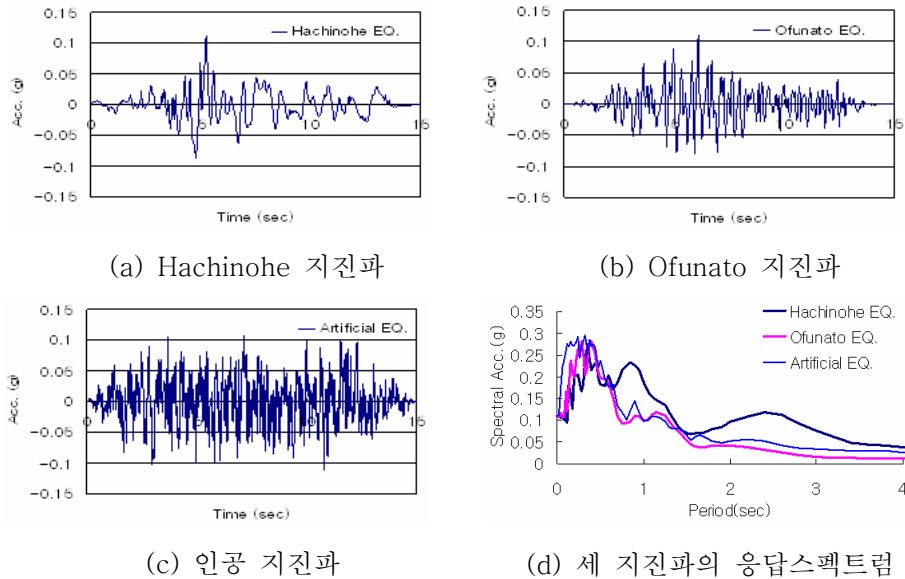 Hachinohe EQ.
0.15
0.1
0.05
0
-0.05
-0.1
-0.15
Acc. (g)
0 5 10 15
Time (sec)
(a) Hachinohe 지진파
Ofunato EQ.
0.15
0.1
0.05
0
-0.05
-0.1
-0.15
Acc. (g)
0 5 10 15
Time (sec)
(b) Ofunato 지진파
Artificial EQ.
0.15
0.1
0.05
0
-0.05
-0.1
-0.15
Acc. (g)
0 5 10 15
Time (sec)
(c) 인공 지진파
Hachinohe EQ.
Ofunato EQ.
Artificial EQ.
0.35
0.3
0.25
0.2
0.15
0.1
0.05
0
Spectral Acc. (g)
0 1 2 3 4
Period(sec)
(d) 세 지진파의 응답스펙트럼